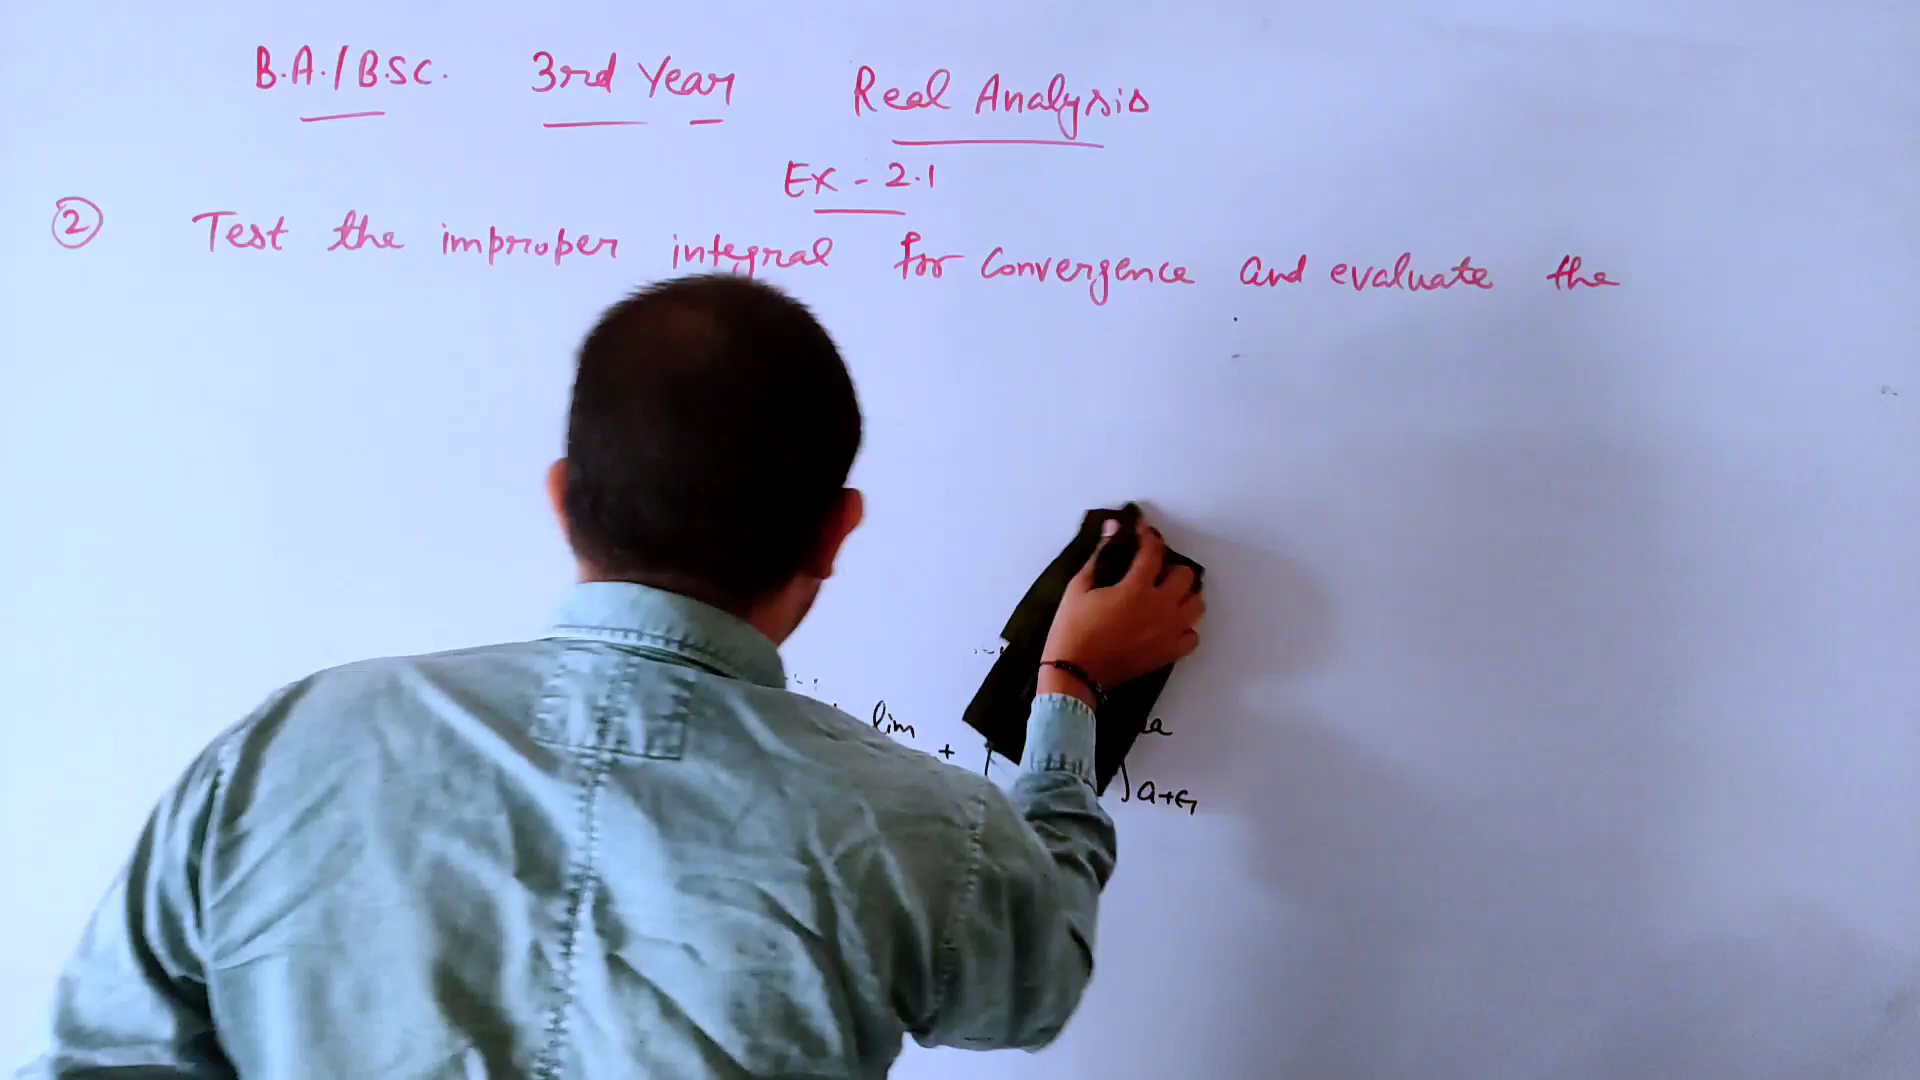 B.A./B.SC. 3rd Year Real Analysis
Ex - 2.1
② Test the improper integral for Convergence and evaluate the
lim
+
a+ϵ₁